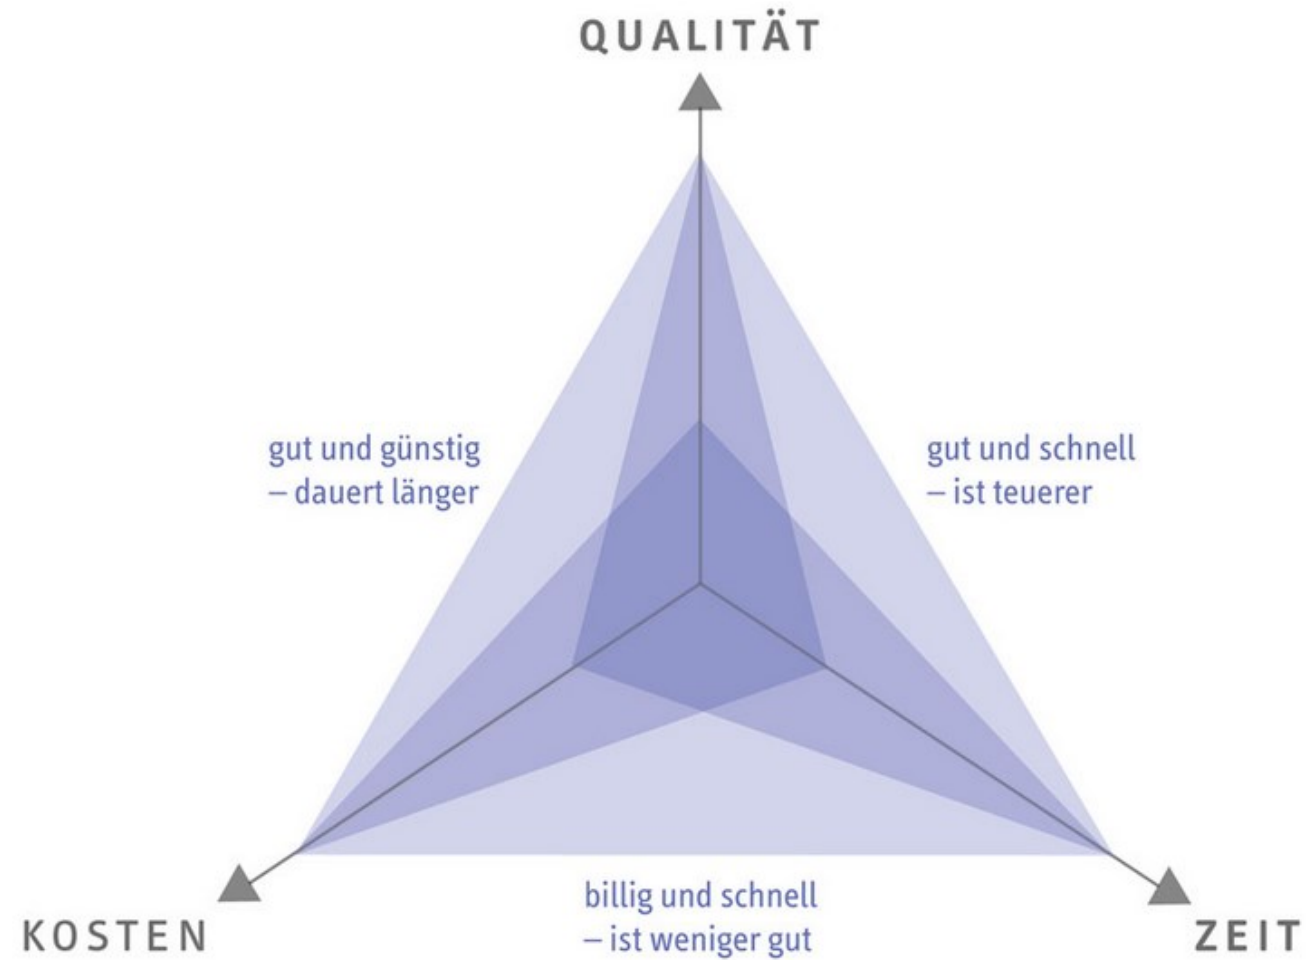 QUALITÄT
gut und günstig
– dauert länger
gut und schnell
– ist teuerer
billig und schnell
– ist weniger gut
KOSTEN
ZEIT